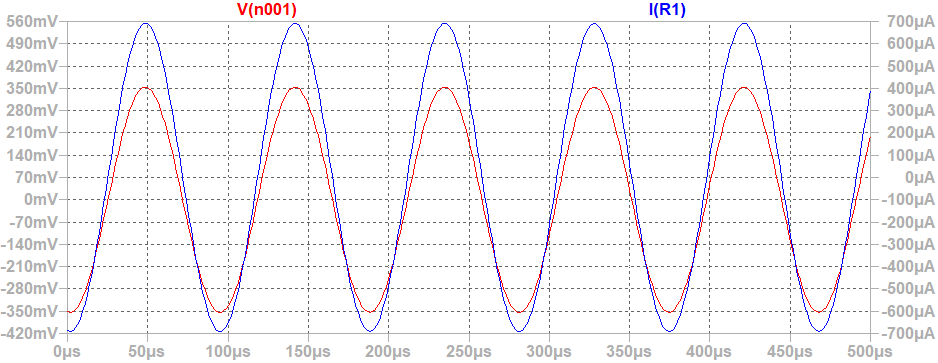 V(n001) I(R1)
560mV 700µA
490mV 600µA
420mV 500µA
350mV 400µA
280mV 300µA
210mV 200µA
140mV 100µA
70mV 0µA
0mV -100µA
-70mV -200µA
-140mV -300µA
-210mV -400µA
-280mV -500µA
-350mV -600µA
-420mV -700µA
0µs 50µs 100µs 150µs 200µs 250µs 300µs 350µs 400µs 450µs 500µs